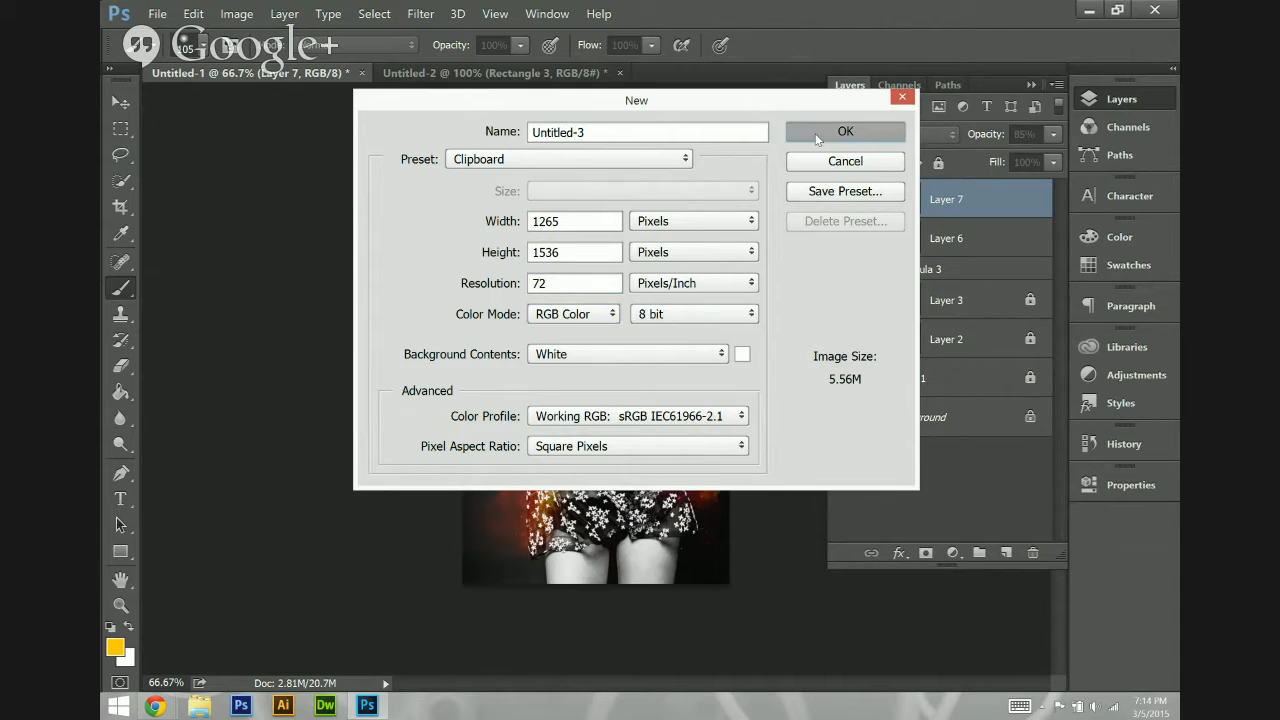 Ps File Edit Image Layer Type Select Filter 3D View Window Help
Google+
105 Opacity: 100% Flow: 100%
Untitled-1 @ 66.7% (Layer 7, RGB/8) * × Untitled-2 @ 100% (Rectangle 3, RGB/8#) * ×
Layers Channels Paths
New
Name: Untitled-3 OK
Preset: Clipboard Cancel
Size: Save Preset...
Width: 1265 Pixels Delete Preset...
Height: 1536 Pixels
Resolution: 72 Pixels/Inch
Color Mode: RGB Color 8 bit
Background Contents: White
Image Size:
5.56M
Advanced
Color Profile: Working RGB: sRGB IEC61966-2.1
Pixel Aspect Ratio: Square Pixels
Opacity: 85%
Fill: 100%
Layer 7
Layer 6
ula 3
Layer 3
Layer 2
1
round
fx
Layers
Channels
Paths
Character
Color
Swatches
Paragraph
Libraries
Adjustments
Styles
History
Properties
66.67% Doc: 2.81M/20.7M
Ps Ai Dw Ps
7:14 PM
3/5/2015